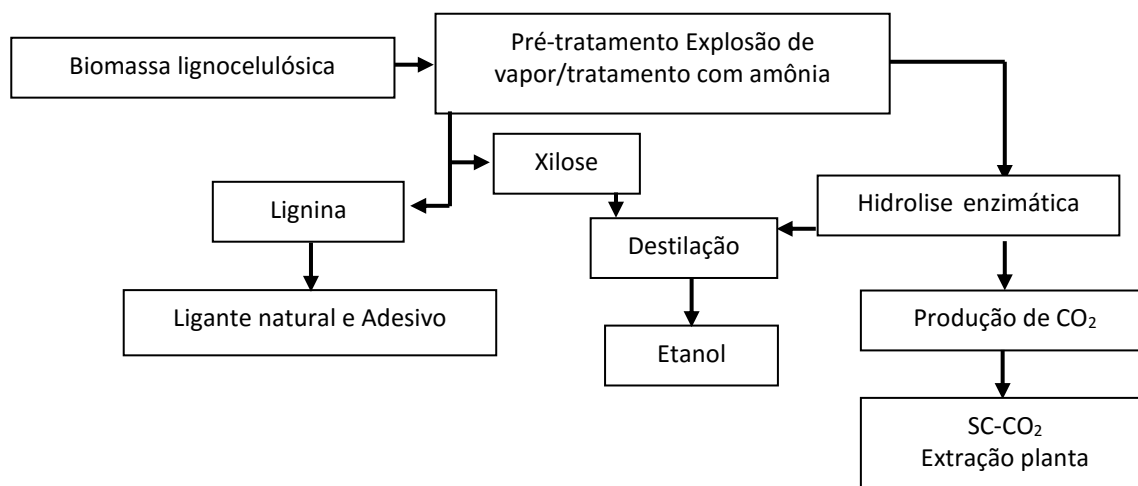 Pré-tratamento Explosão de
vapor/tratamento com amônia
Biomassa lignocelulósica
Xilose
Lignina
Hidrolise enzimática
Destilação
Ligante natural e Adesivo
Produção de CO₂
Etanol
SC-CO₂
Extração planta